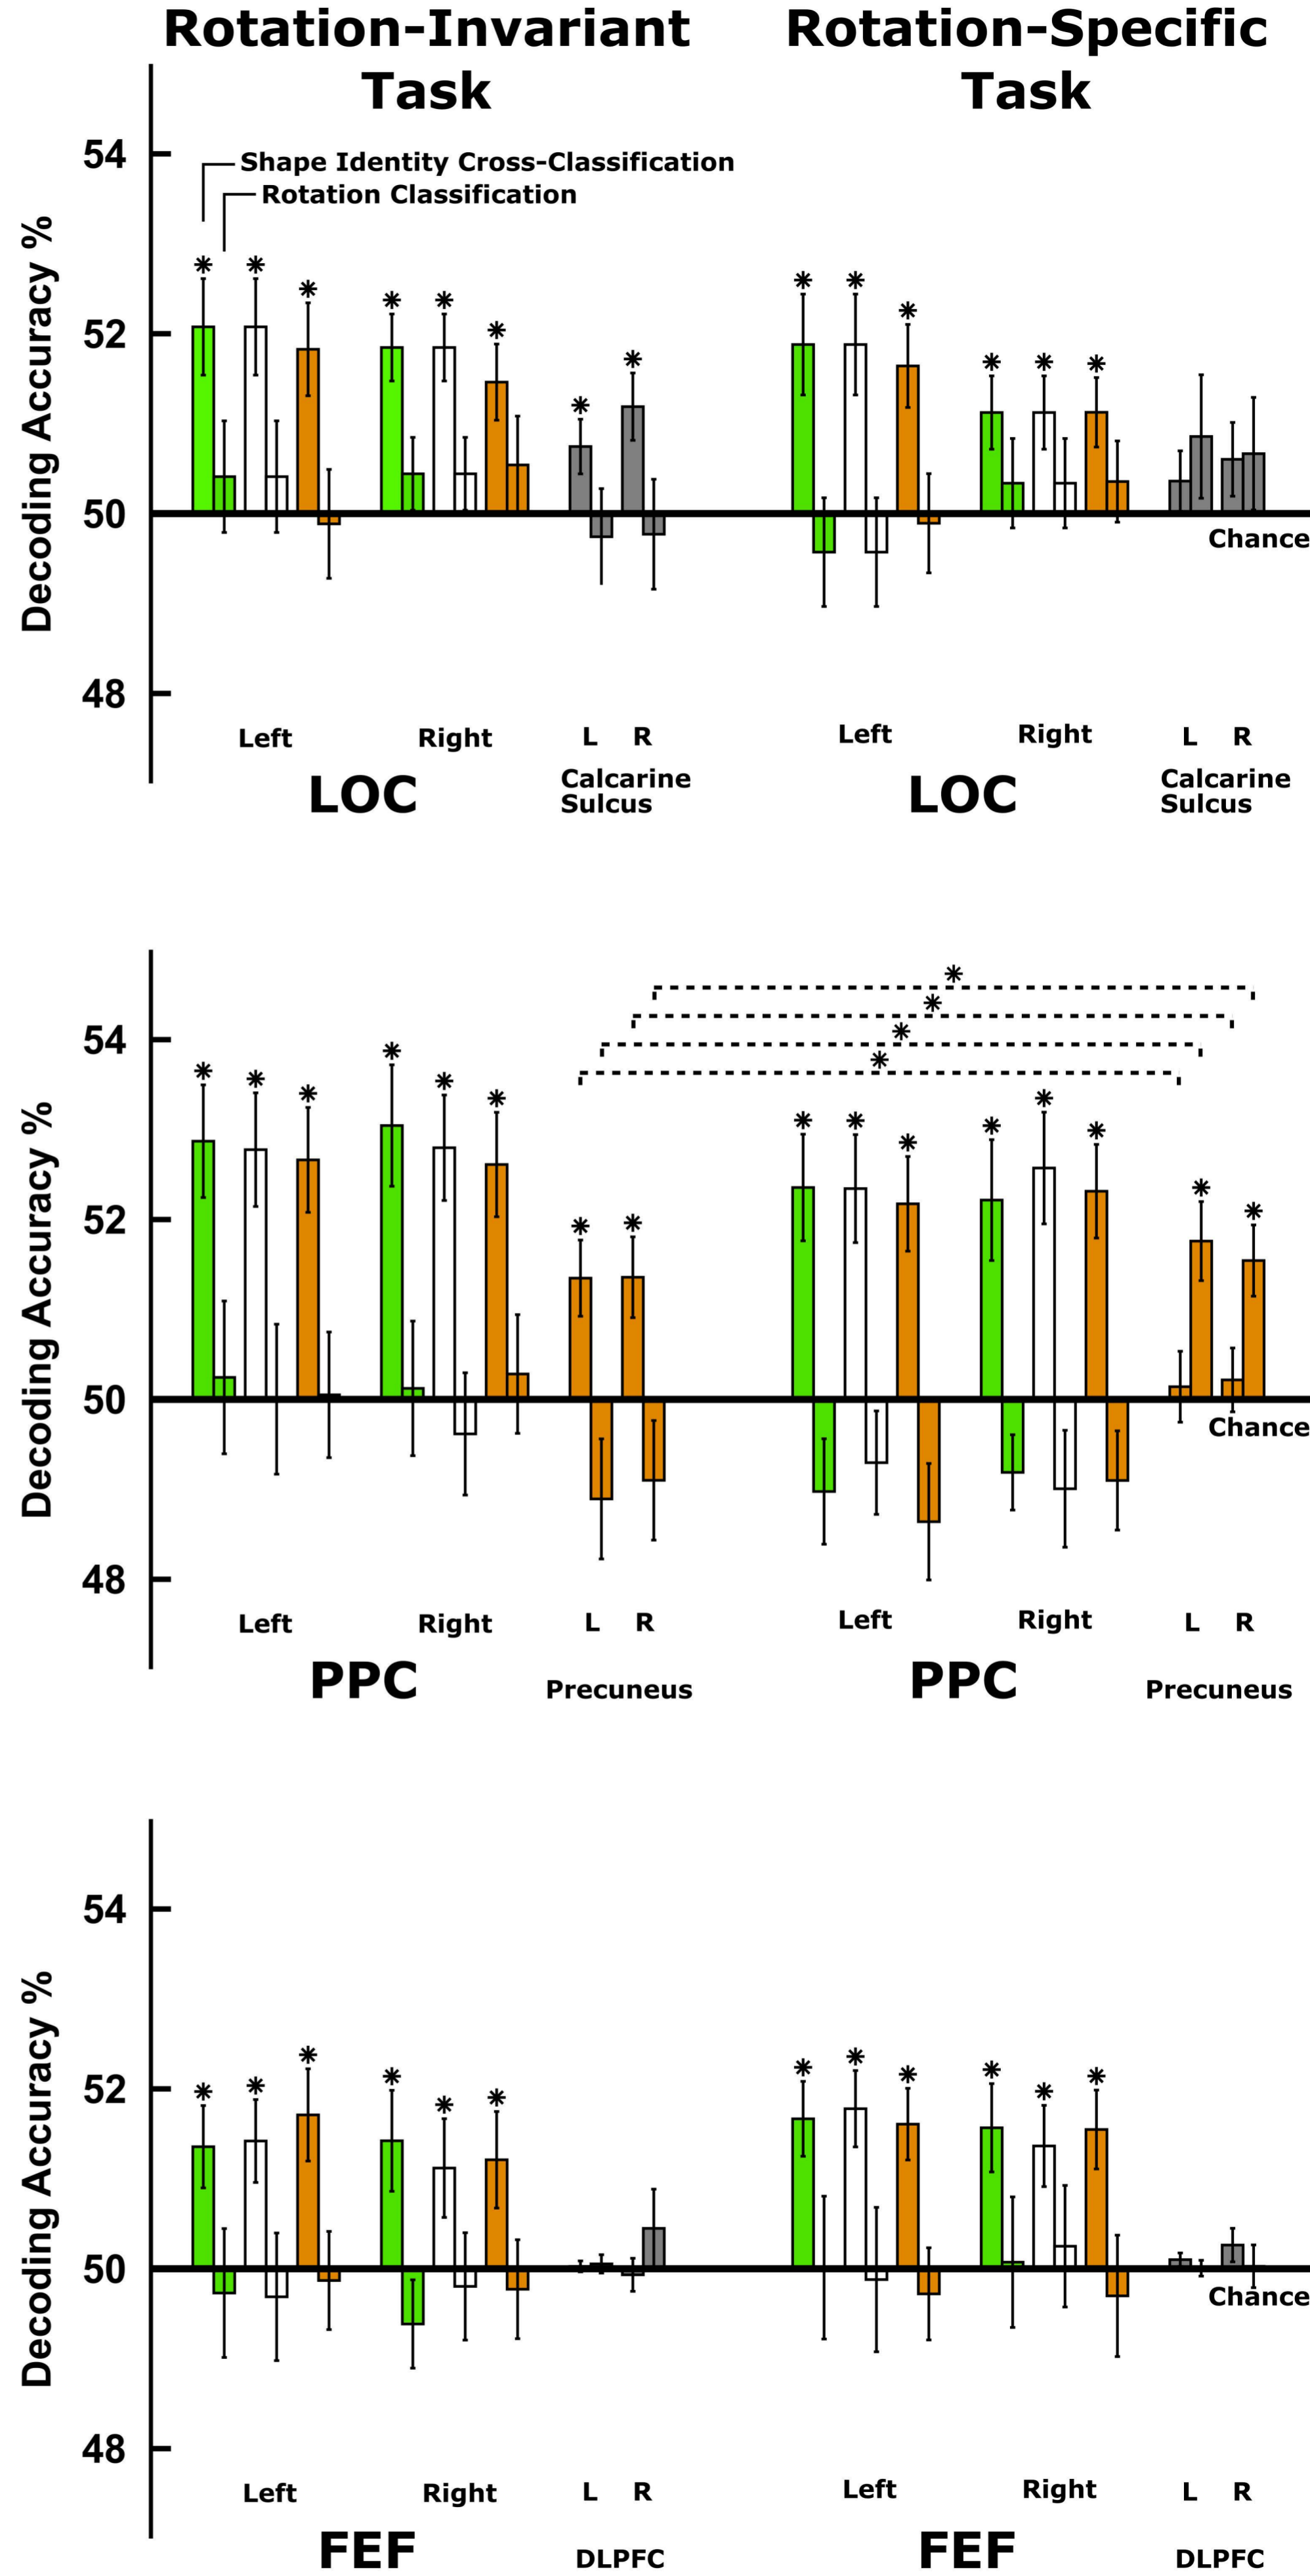 Rotation-Invariant
Task
Rotation-Specific
Task
54
Shape Identity Cross-Classification
Rotation Classification
52
50
48
Decoding Accuracy %
* * * * * * * * * * * * * *
Chance
Left Right L R Left Right L R
LOC Calcarine Sulcus LOC Calcarine Sulcus
54
52
50
48
Decoding Accuracy %
* * * *
* * * * * * * * * * * * * * * *
Chance
Left Right L R Left Right L R
PPC Precuneus PPC Precuneus
54
52
50
48
Decoding Accuracy %
* * * * * * * * * * * *
Chance
Left Right L R Left Right L R
FEF DLPFC FEF DLPFC